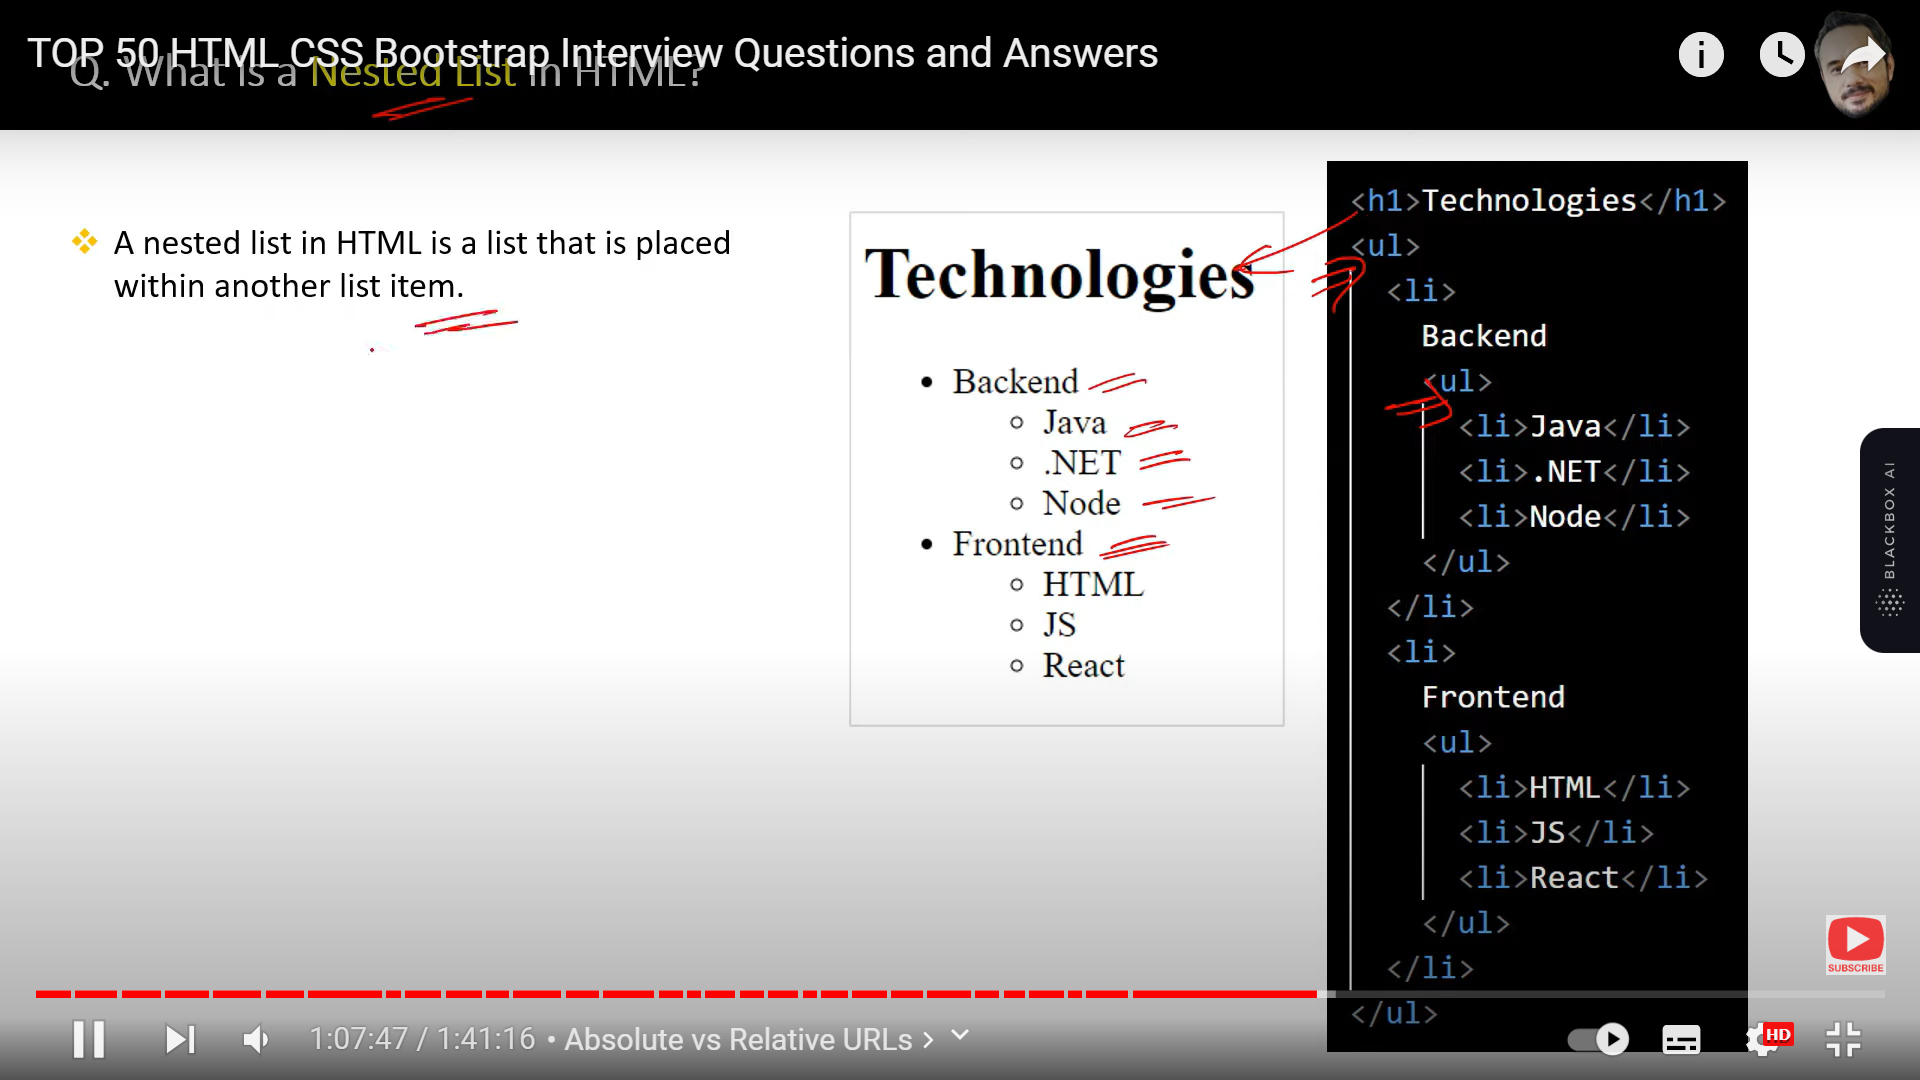 TOP 50 HTML CSS Bootstrap Interview Questions and Answers
Q. What is a Nested List in HTML?
A nested list in HTML is a list that is placed
within another list item.
Technologies
Backend
Java
.NET
Node
Frontend
HTML
JS
React
<h1>Technologies</h1>
<ul>
<li>
Backend
<ul>
<li>Java</li>
<li>.NET</li>
<li>Node</li>
</ul>
</li>
<li>
Frontend
<ul>
<li>HTML</li>
<li>JS</li>
<li>React</li>
</ul>
</li>
</ul>
BLACKBOX AI
SUBSCRIBE
1:07:47 / 1:41:16 • Absolute vs Relative URLs
HD